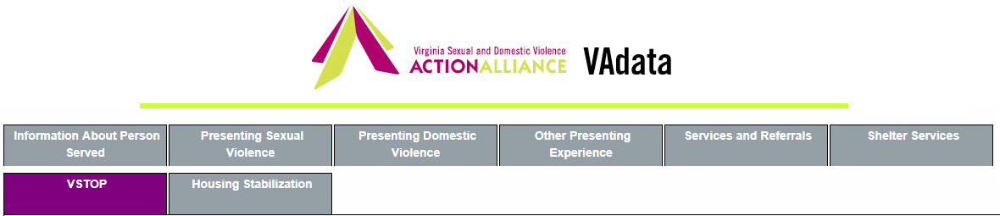 Virginia Sexual and Domestic Violence
ACTIONALLIANCE
VAdata
Information About Person
Served
Presenting Sexual
Violence
Presenting Domestic
Violence
Other Presenting
Experience
Services and Referrals
Shelter Services
VSTOP
Housing Stabilization